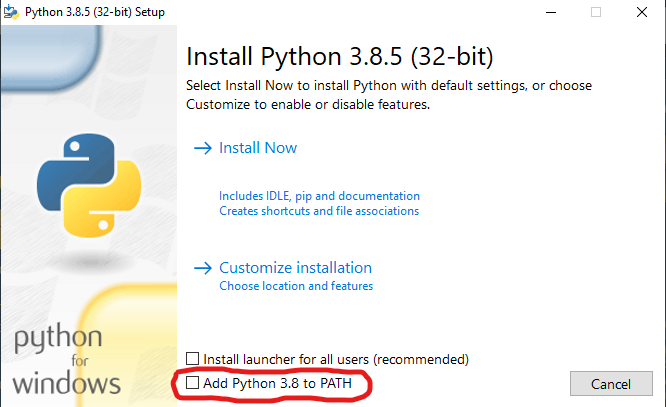 Python 3.8.5 (32-bit) Setup
Install Python 3.8.5 (32-bit)
Select Install Now to install Python with default settings, or choose
Customize to enable or disable features.
Install Now
Includes IDLE, pip and documentation
Creates shortcuts and file associations
Customize installation
Choose location and features
python
for
windows
Install launcher for all users (recommended)
Add Python 3.8 to PATH
Cancel